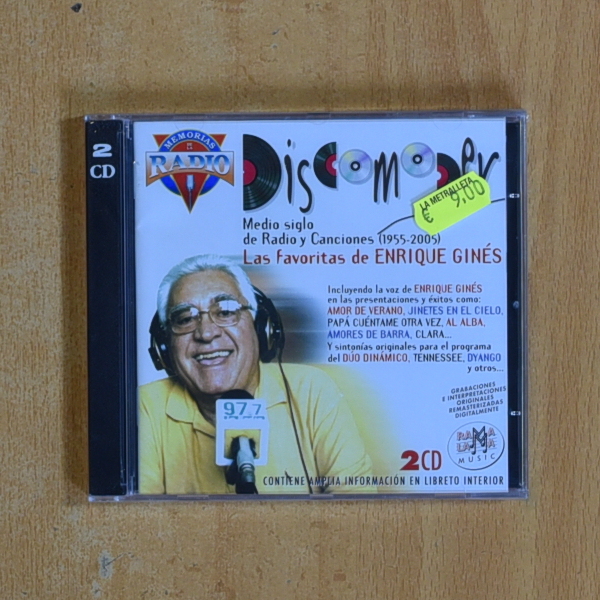 2
CD
MEMORIAS
RADIO
Discomoder
LA METRALLETA
€ 9,00
Medio siglo
de Radio y Canciones (1955-2005)
Las favoritas de ENRIQUE GINÉS
Incluyendo la voz de ENRIQUE GINÉS
en las presentaciones y éxitos como:
AMOR DE VERANO, JINETES EN EL CIELO,
PAPÁ CUÉNTAME OTRA VEZ, AL ALBA,
AMORES DE BARRA, CLARA...
Y sintonías originales para el programa
del DÚO DINÁMICO, TENNESSEE, DYANGO
y otros...
GRABACIONES
E INTERPRETACIONES
ORIGINALES
REMASTERIZADAS
DIGITALMENTE
97.7
RAMA
LAMA
MUSIC
2CD
CONTIENE AMPLIA INFORMACIÓN EN LIBRETO INTERIOR